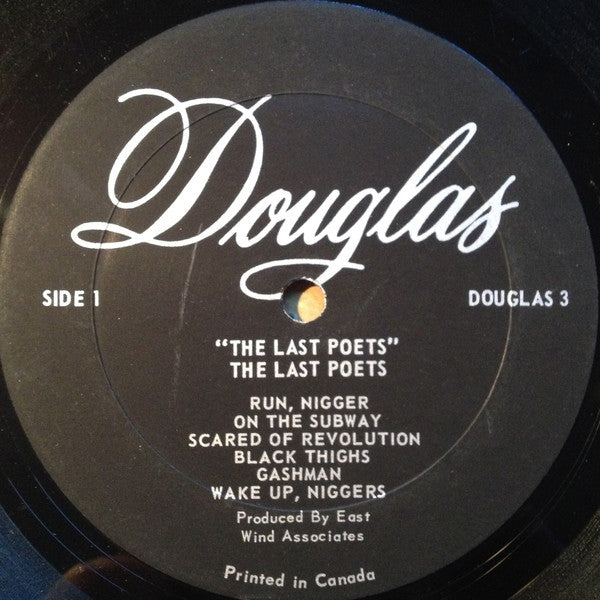 Douglas
SIDE 1
DOUGLAS 3
"THE LAST POETS"
THE LAST POETS
RUN, NIGGER
ON THE SUBWAY
SCARED OF REVOLUTION
BLACK THIGHS
GASHMAN
WAKE UP, NIGGERS
Produced By East
Wind Associates
Printed in Canada